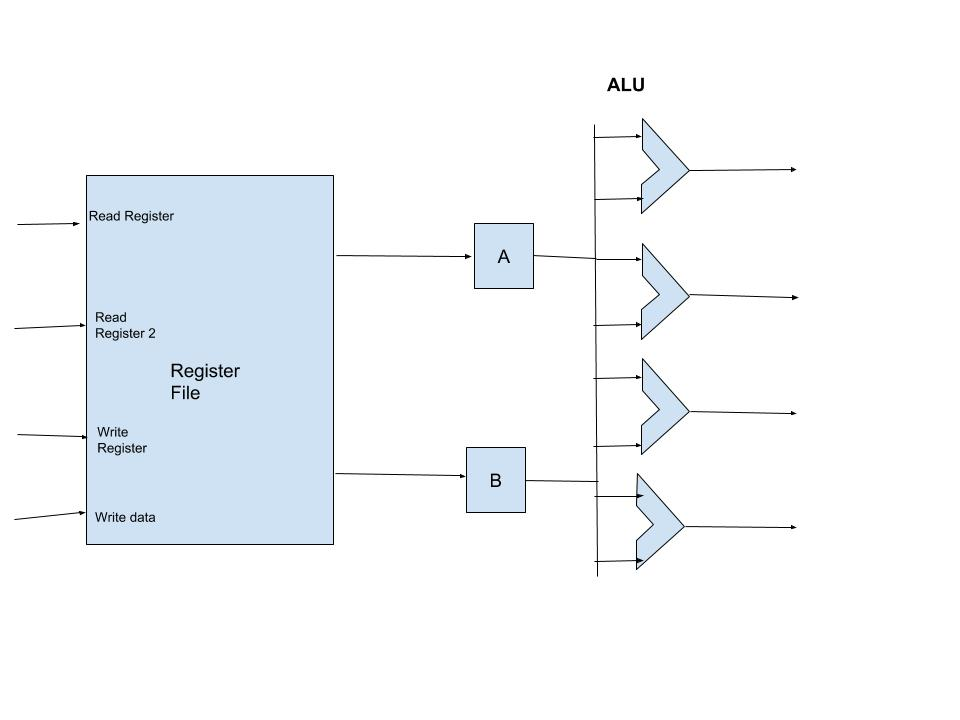 ALU
Read Register
A
Read
Register 2
Register
File
Write
Register
B
Write data